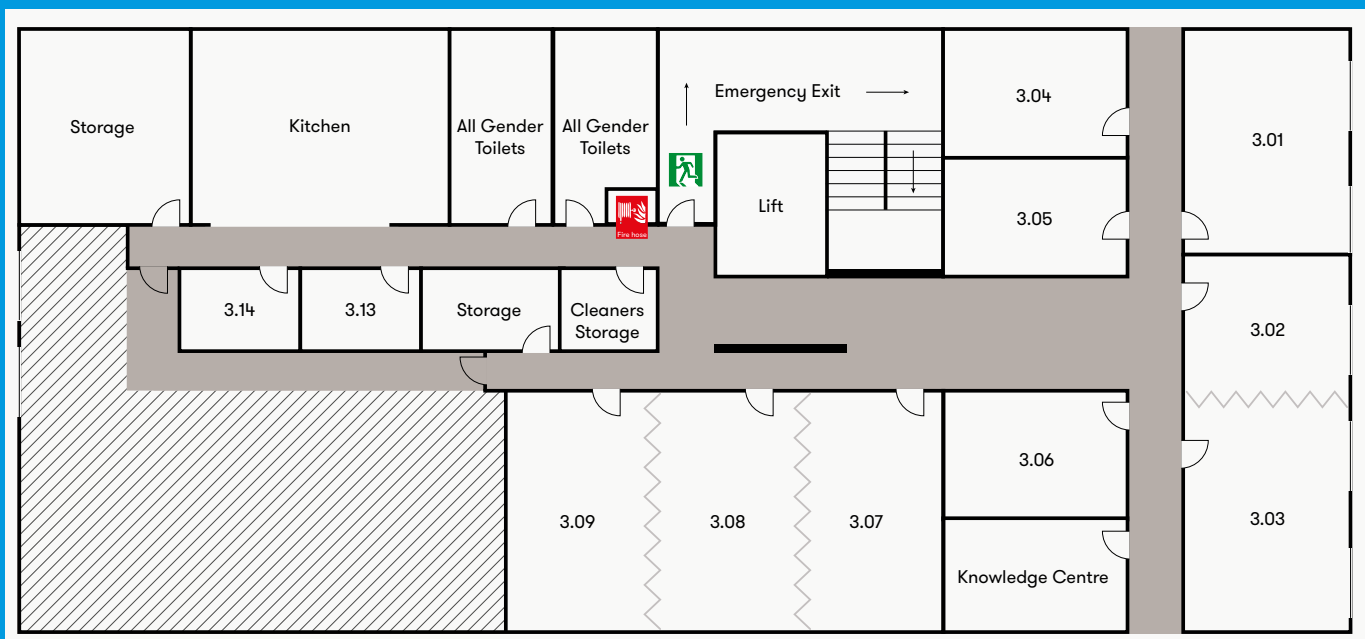 Storage
Kitchen
All Gender
Toilets
All Gender
Toilets
Emergency Exit
Fire hose
Lift
3.04
3.05
3.01
3.14
3.13
Storage
Cleaners
Storage
3.02
3.09
3.08
3.07
3.06
Knowledge Centre
3.03